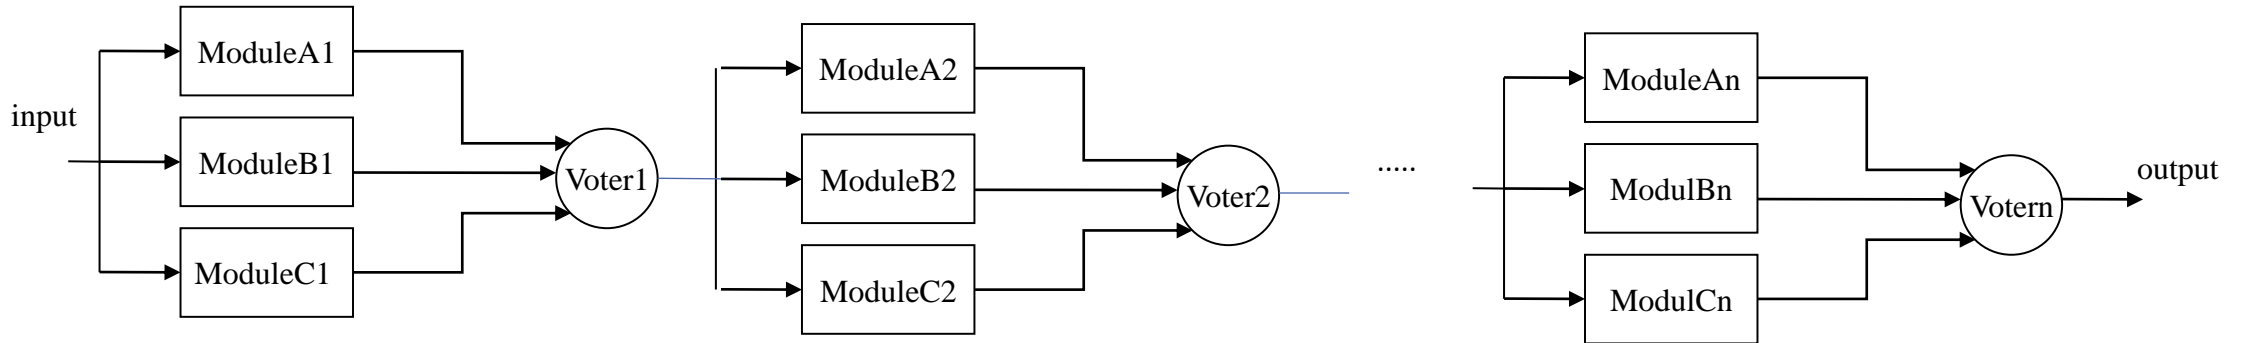 input
ModuleA1
ModuleB1
ModuleC1
Voter1
ModuleA2
ModuleB2
ModuleC2
Voter2
.....
ModuleAn
ModulBn
ModulCn
Votern
output